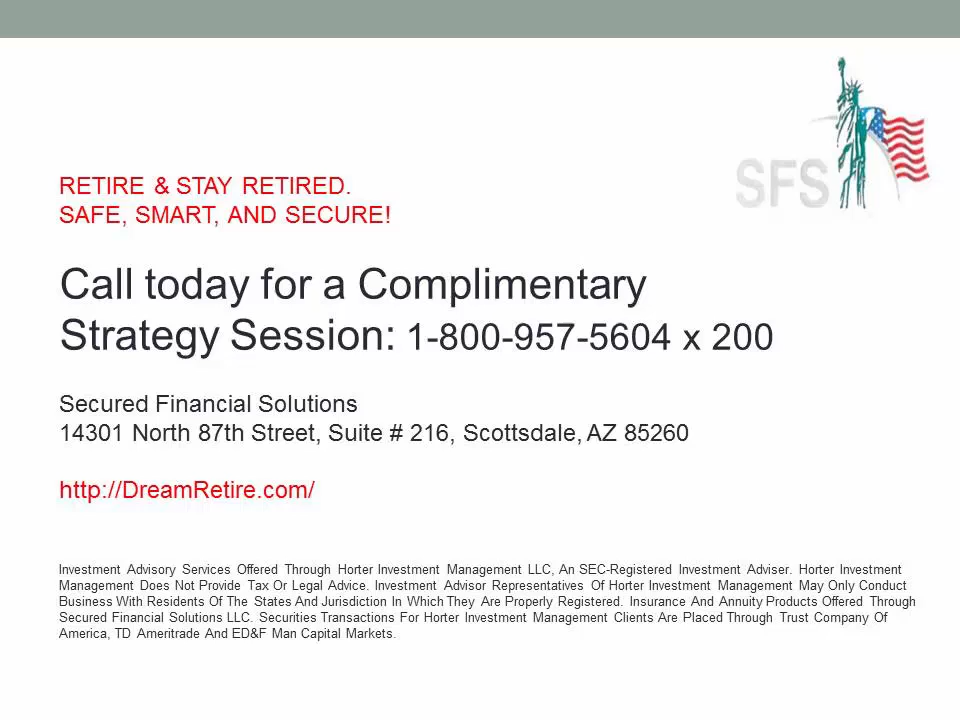 SFS
RETIRE & STAY RETIRED.
SAFE, SMART, AND SECURE!
Call today for a Complimentary
Strategy Session: 1-800-957-5604 x 200
Secured Financial Solutions
14301 North 87th Street, Suite # 216, Scottsdale, AZ 85260
http://DreamRetire.com/
Investment Advisory Services Offered Through Horter Investment Management LLC, An SEC-Registered Investment Adviser. Horter Investment
Management Does Not Provide Tax Or Legal Advice. Investment Advisor Representatives Of Horter Investment Management May Only Conduct
Business With Residents Of The States And Jurisdiction In Which They Are Properly Registered. Insurance And Annuity Products Offered Through
Secured Financial Solutions LLC. Securities Transactions For Horter Investment Management Clients Are Placed Through Trust Company Of
America, TD Ameritrade And ED&F Man Capital Markets.